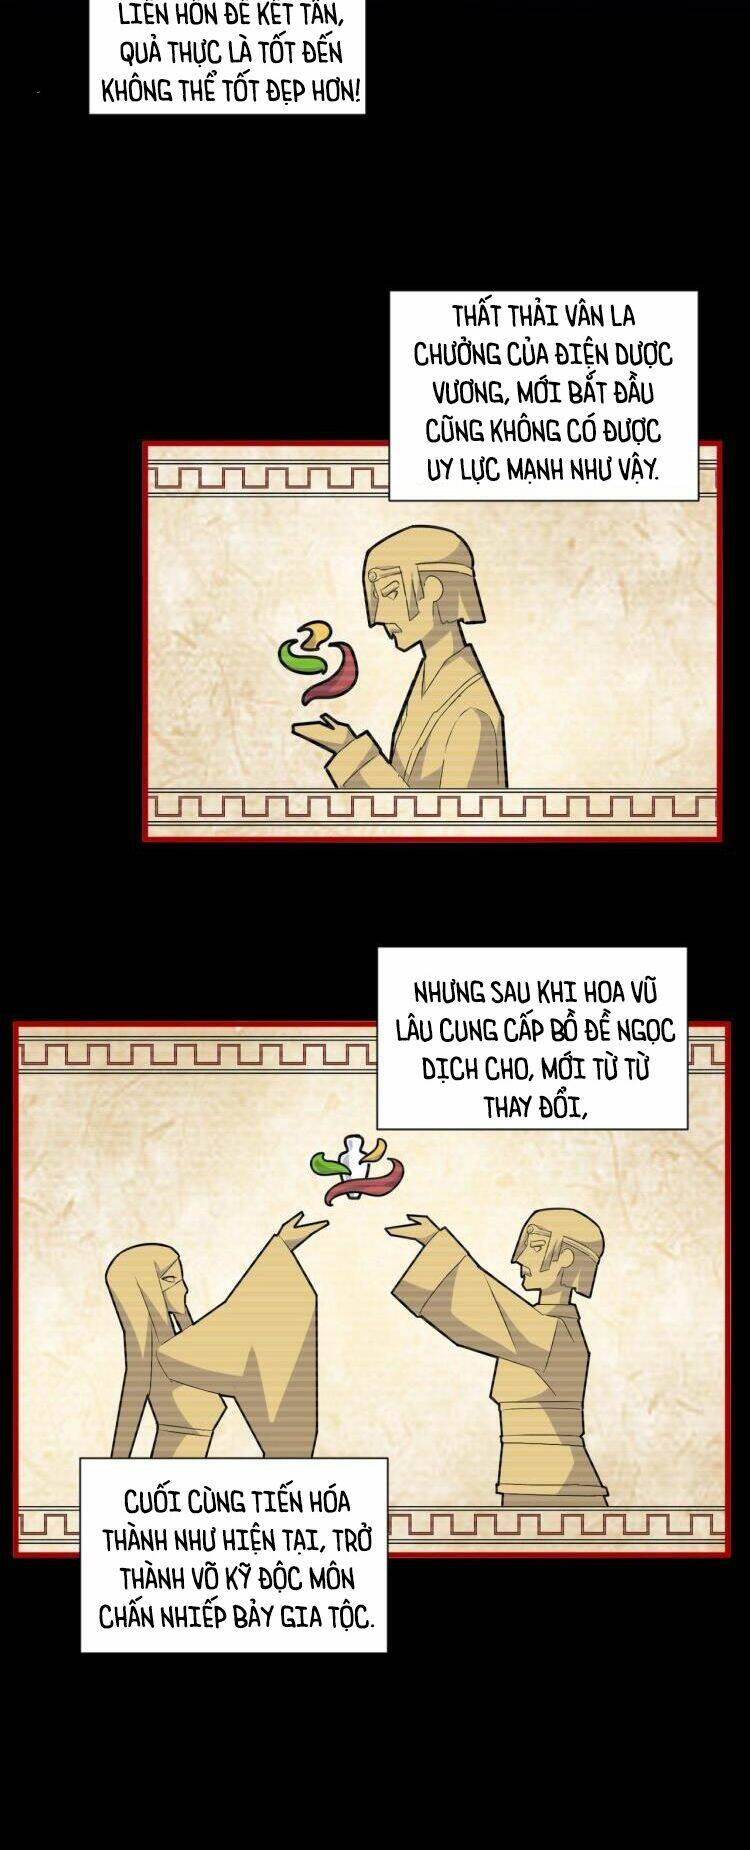 LIÊN HÔN ĐỂ KẾT TẤN,
QUẢ THỰC LÀ TỐT ĐẾN
KHÔNG THỂ TỐT ĐẸP HƠN!
THẤT THẢI VÂN LA
CHƯỞNG CỦA ĐIỆN DƯỢC
VƯƠNG, MỚI BẮT ĐẦU
CŨNG KHÔNG CÓ ĐƯỢC
UY LỰC MẠNH NHƯ VẬY.
NHƯNG SAU KHI HOA VŨ
LÂU CUNG CẤP BỒ ĐỀ NGỌC
DỊCH CHO, MỚI TỪ TỪ
THAY ĐỔI,
CUỐI CÙNG TIẾN HÓA
THÀNH NHƯ HIỆN TẠI, TRỞ
THÀNH VÕ KỸ ĐỘC MÔN
CHẤN NHIẾP BẢY GIA TỘC.